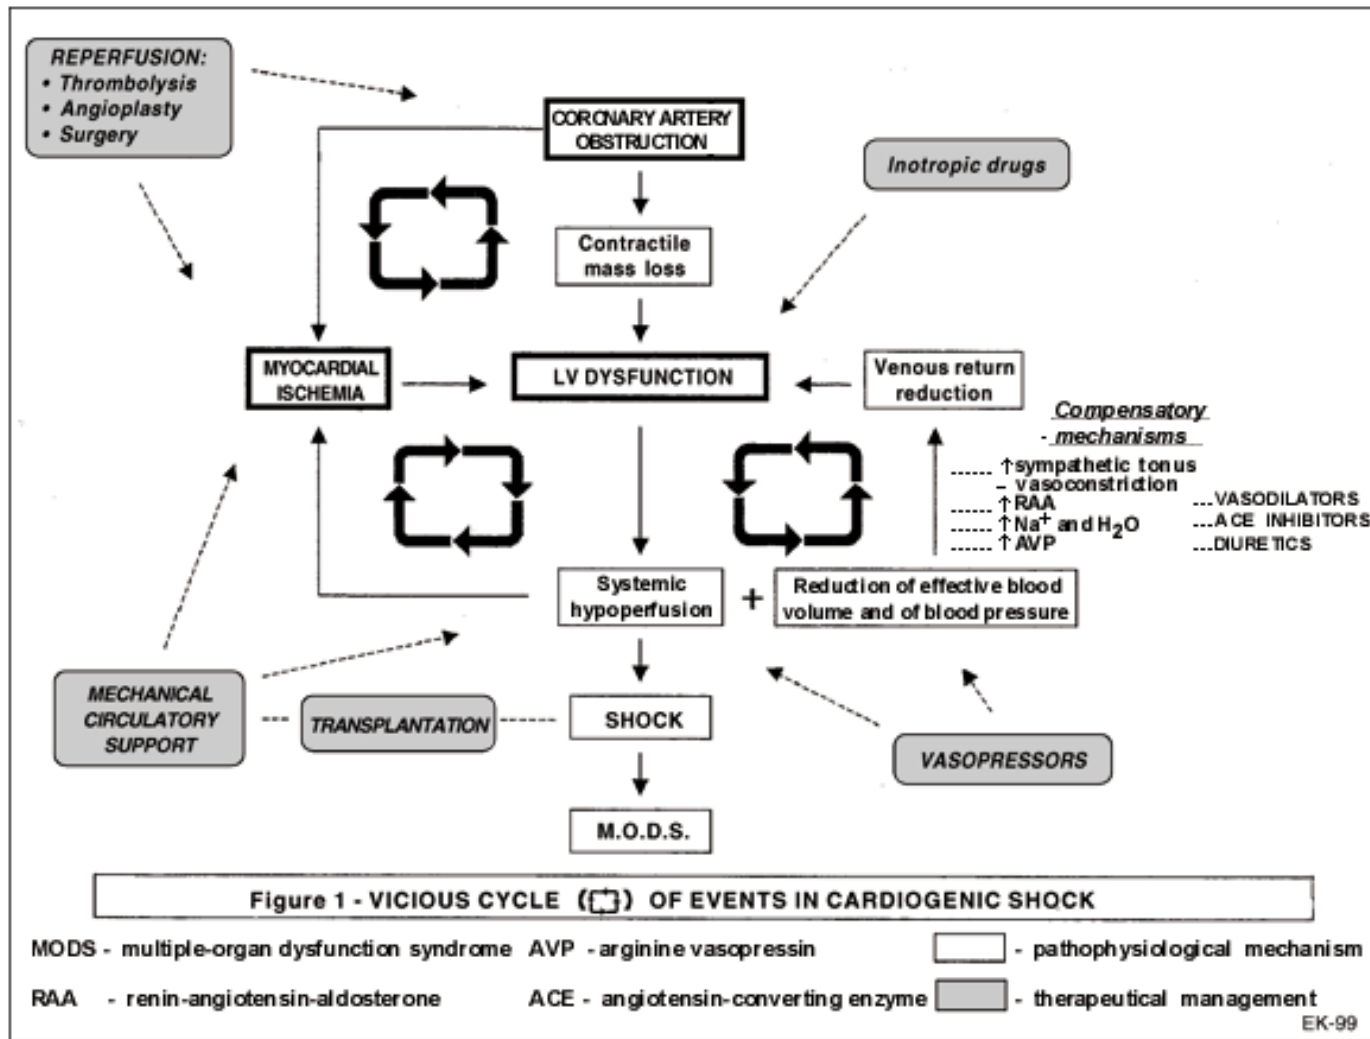 REPERFUSION:
• Thrombolysis
• Angioplasty
• Surgery
CORONARY ARTERY
OBSTRUCTION
Inotropic drugs
Contractile
mass loss
MYOCARDIAL
ISCHEMIA
LV DYSFUNCTION
Venous return
reduction
Compensatory
- mechanisms
...... ↑sympathetic tonus
– vasoconstriction
...... ↑RAA ...VASODILATORS
...... ↑Na⁺ and H₂O ...ACE INHIBITORS
...... ↑AVP ...DIURETICS
Systemic
hypoperfusion
+
Reduction of effective blood
volume and of blood pressure
MECHANICAL
CIRCULATORY
SUPPORT
TRANSPLANTATION
SHOCK
VASOPRESSORS
M.O.D.S.
Figure 1 - VICIOUS CYCLE ( ) OF EVENTS IN CARDIOGENIC SHOCK
MODS - multiple-organ dysfunction syndrome AVP - arginine vasopressin - pathophysiological mechanism
RAA - renin-angiotensin-aldosterone ACE - angiotensin-converting enzyme - therapeutical management
EK-99